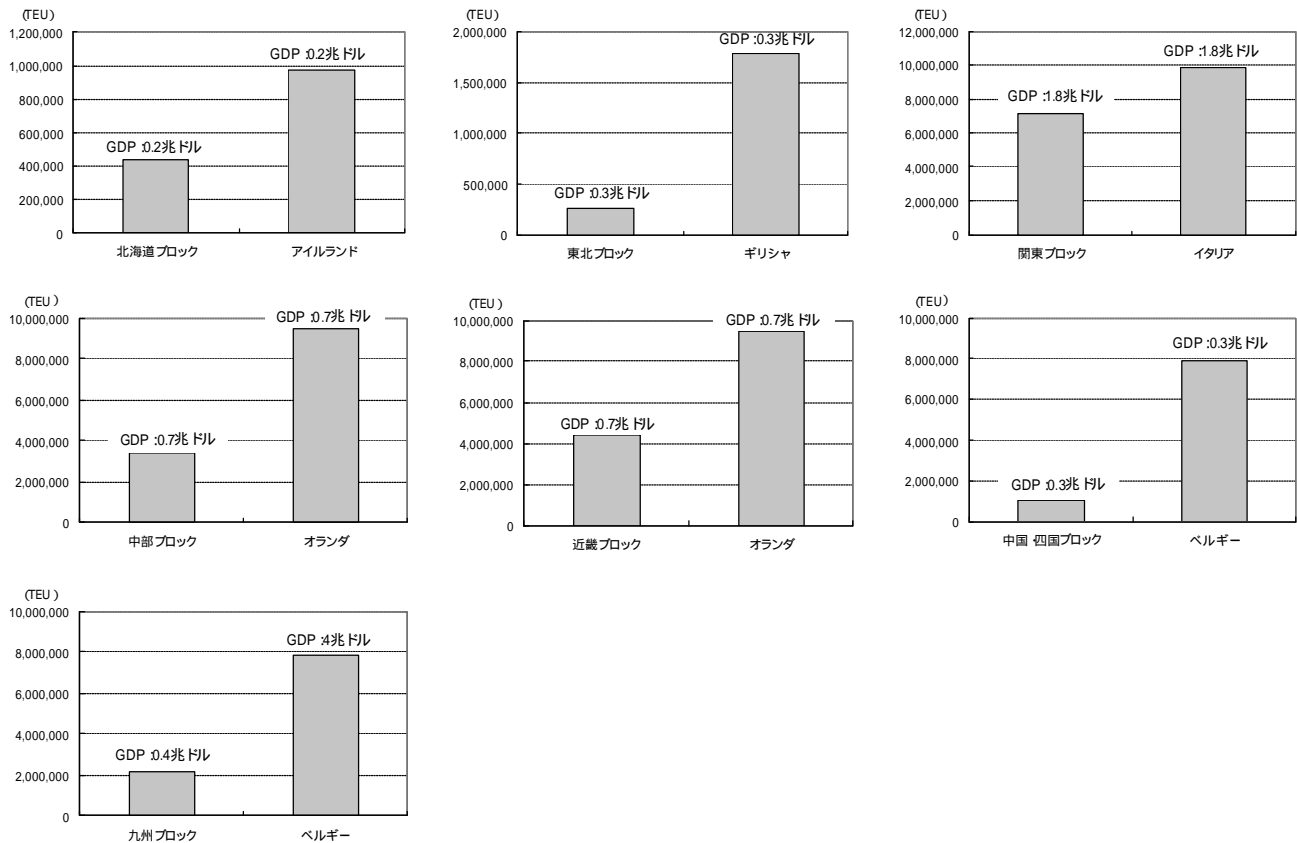 (TEU)
1,200,000
1,000,000
800,000
600,000
400,000
200,000
0
GDP :0.2兆ドル
GDP :0.2兆ドル
北海道ブロック
アイルランド
(TEU)
2,000,000
1,500,000
1,000,000
500,000
0
GDP :0.3兆ドル
GDP :0.3兆ドル
東北ブロック
ギリシャ
(TEU)
12,000,000
10,000,000
8,000,000
6,000,000
4,000,000
2,000,000
0
GDP :1.8兆ドル
GDP :1.8兆ドル
関東ブロック
イタリア
(TEU)
10,000,000
8,000,000
6,000,000
4,000,000
2,000,000
0
GDP :0.7兆ドル
GDP :0.7兆ドル
中部ブロック
オランダ
(TEU)
10,000,000
8,000,000
6,000,000
4,000,000
2,000,000
0
GDP :0.7兆ドル
GDP :0.7兆ドル
近畿ブロック
オランダ
(TEU)
10,000,000
8,000,000
6,000,000
4,000,000
2,000,000
0
GDP :0.3兆ドル
GDP :0.3兆ドル
中国・四国ブロック
ベルギー
(TEU)
10,000,000
8,000,000
6,000,000
4,000,000
2,000,000
0
GDP :0.4兆ドル
GDP :4兆ドル
九州ブロック
ベルギー